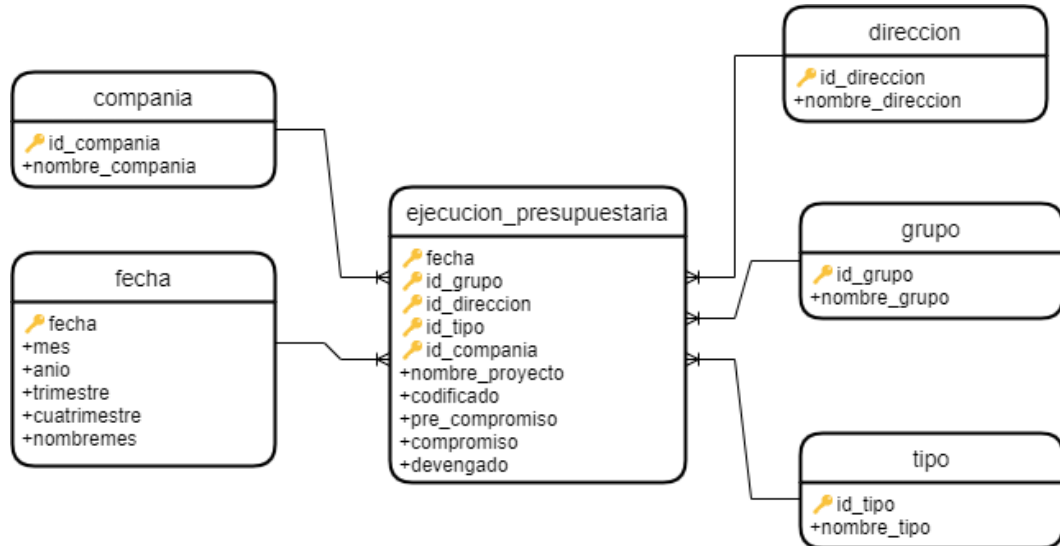 compania
id_compania
+nombre_compania
fecha
fecha
+mes
+anio
+trimestre
+cuatrimestre
+nombremes
ejecucion_presupuestaria
fecha
id_grupo
id_direccion
id_tipo
id_compania
+nombre_proyecto
+codificado
+pre_compromiso
+compromiso
+devengado
direccion
id_direccion
+nombre_direccion
grupo
id_grupo
+nombre_grupo
tipo
id_tipo
+nombre_tipo